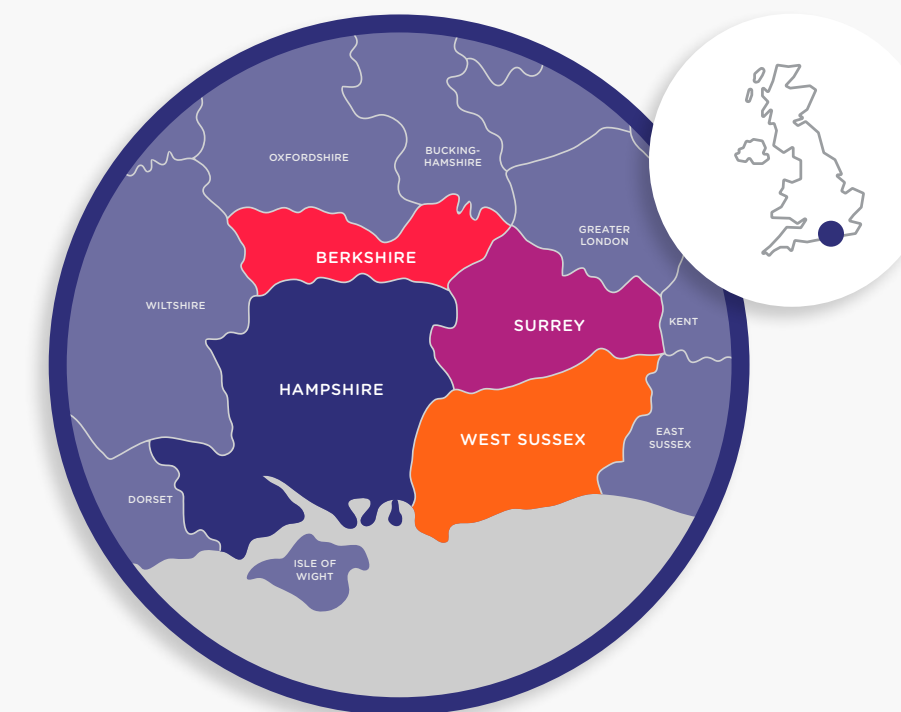 OXFORDSHIRE
BUCKING-
HAMSHIRE
GREATER
LONDON
BERKSHIRE
WILTSHIRE
SURREY
KENT
HAMPSHIRE
WEST SUSSEX
EAST
SUSSEX
DORSET
ISLE OF
WIGHT